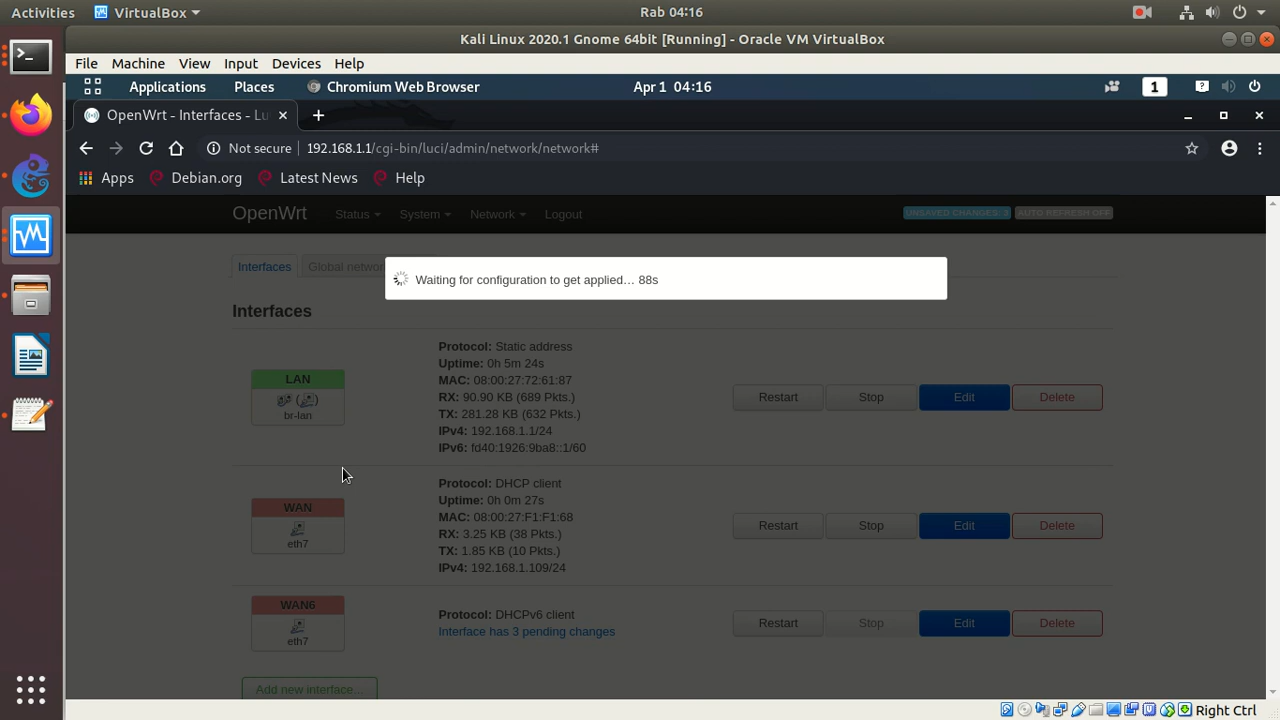 Activities VirtualBox Rab 04:16
Kali Linux 2020.1 Gnome 64bit [Running] - Oracle VM VirtualBox
File Machine View Input Devices Help
Applications Places Chromium Web Browser Apr 1 04:16 1
OpenWrt - Interfaces - Lu
Not secure 192.168.1.1/cgi-bin/luci/admin/network/network#
Apps Debian.org Latest News Help
OpenWrt Status System Network Logout UNSAVED CHANGES: 3 AUTO REFRESH OFF
Interfaces Global networ
Waiting for configuration to get applied… 88s
Interfaces
LAN
br-lan
Protocol: Static address
Uptime: 0h 5m 24s
MAC: 08:00:27:72:61:87
RX: 90.90 KB (689 Pkts.)
TX: 281.28 KB (632 Pkts.)
IPv4: 192.168.1.1/24
IPv6: fd40:1926:9ba8::1/60
Restart Stop Edit Delete
WAN
eth7
Protocol: DHCP client
Uptime: 0h 0m 27s
MAC: 08:00:27:F1:F1:68
RX: 3.25 KB (38 Pkts.)
TX: 1.85 KB (10 Pkts.)
IPv4: 192.168.1.109/24
Restart Stop Edit Delete
WAN6
eth7
Protocol: DHCPv6 client
Interface has 3 pending changes
Restart Stop Edit Delete
Add new interface...
Right Ctrl